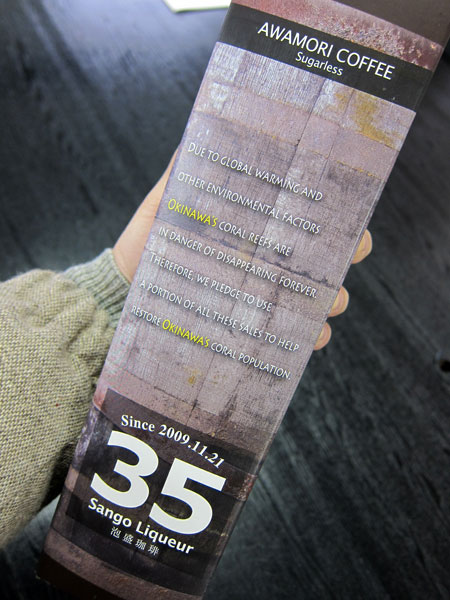 AWAMORI COFFEE
Sugarless
DUE TO GLOBAL WARMING AND
OTHER ENVIRONMENTAL FACTORS
OKINAWA'S CORAL REEFS ARE
IN DANGER OF DISAPPEARING FOREVER.
THEREFORE, WE PLEDGE TO USE
A PORTION OF ALL THESE SALES TO HELP
RESTORE OKINAWA'S CORAL POPULATION.
Since 2009.11.21
35
Sango Liqueur
泡盛珈琲